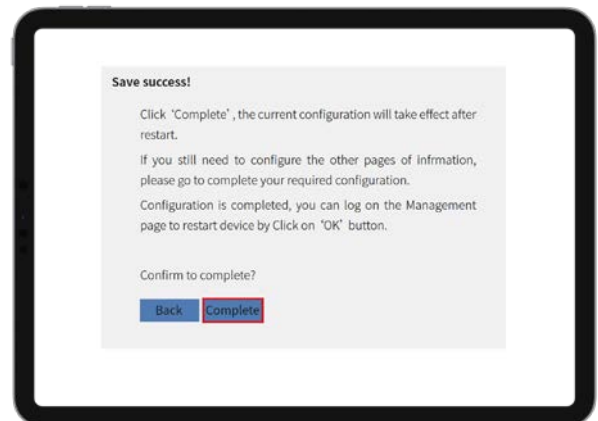 Save success!
Click ‘Complete’, the current configuration will take effect after
restart.
If you still need to configure the other pages of infrmation,
please go to complete your required configuration.
Configuration is completed, you can log on the Management
page to restart device by Click on ‘OK’ button.
Confirm to complete?
Back Complete